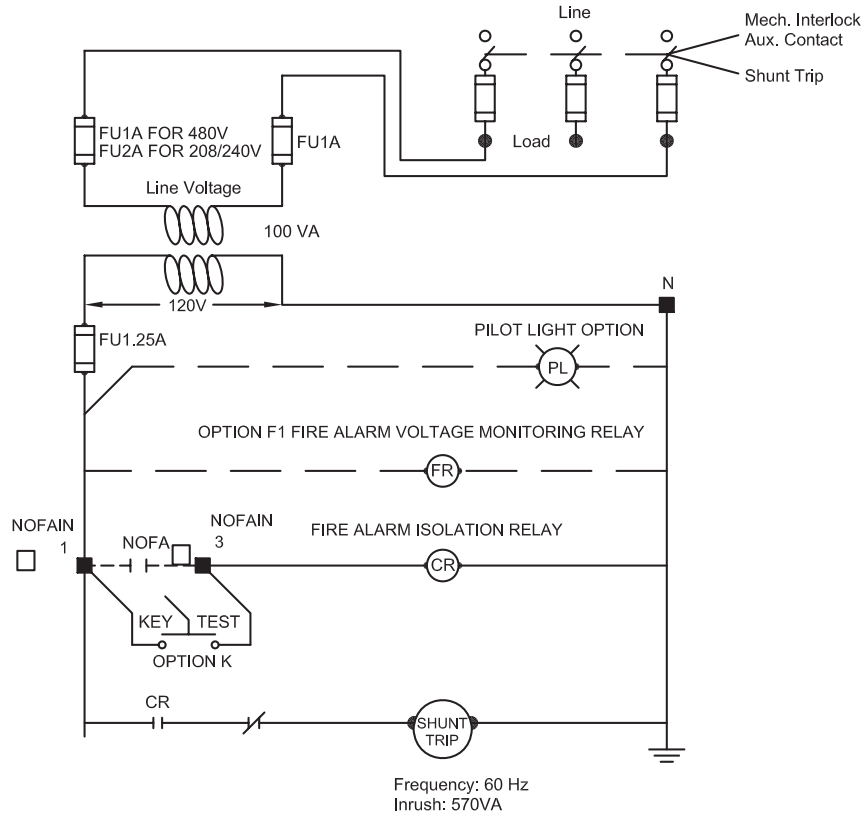 Line
Mech. Interlock
Aux. Contact
Shunt Trip
FU1A FOR 480V
FU2A FOR 208/240V
FU1A
Load
Line Voltage
100 VA
120V
N
FU1.25A
PILOT LIGHT OPTION
PL
OPTION F1 FIRE ALARM VOLTAGE MONITORING RELAY
FR
NOFAIN
1
NOFA
NOFAIN
3
FIRE ALARM ISOLATION RELAY
CR
KEY TEST
OPTION K
CR
SHUNT
TRIP
Frequency: 60 Hz
Inrush: 570VA